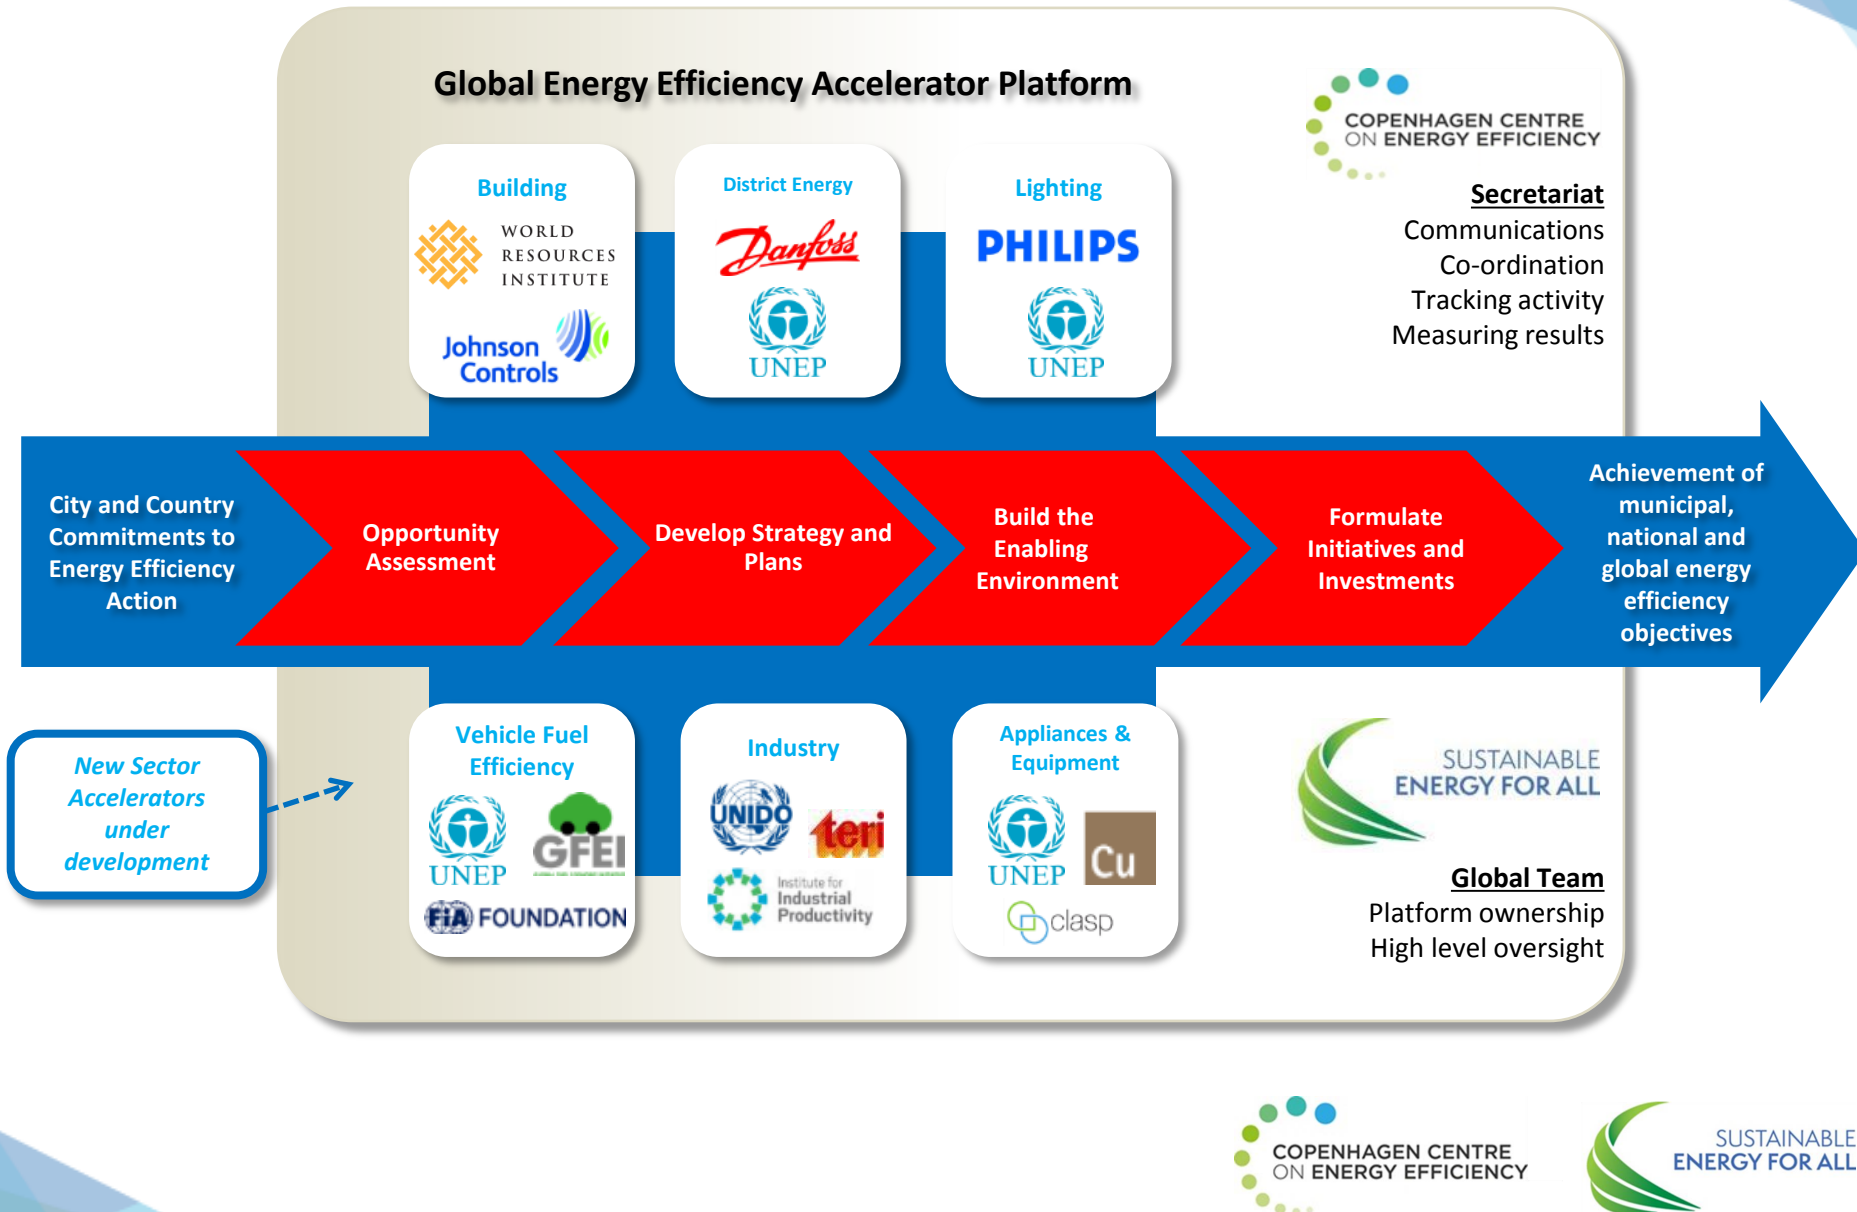 Global Energy Efficiency Accelerator Platform
COPENHAGEN CENTRE
ON ENERGY EFFICIENCY
Secretariat
Communications
Co-ordination
Tracking activity
Measuring results
Building
WORLD
RESOURCES
INSTITUTE
Johnson
Controls
District Energy
Danfoss
UNEP
Lighting
PHILIPS
UNEP
City and Country
Commitments to
Energy Efficiency
Action
Opportunity
Assessment
Develop Strategy and
Plans
Build the
Enabling
Environment
Formulate
Initiatives and
Investments
Achievement of
municipal,
national and
global energy
efficiency
objectives
New Sector
Accelerators
under
development
Vehicle Fuel
Efficiency
UNEP
GFEI
FiA FOUNDATION
Industry
UNIDO
teri
Institute for
Industrial
Productivity
Appliances &
Equipment
UNEP
Cu
clasp
SUSTAINABLE
ENERGY FOR ALL
Global Team
Platform ownership
High level oversight
COPENHAGEN CENTRE
ON ENERGY EFFICIENCY
SUSTAINABLE
ENERGY FOR ALL